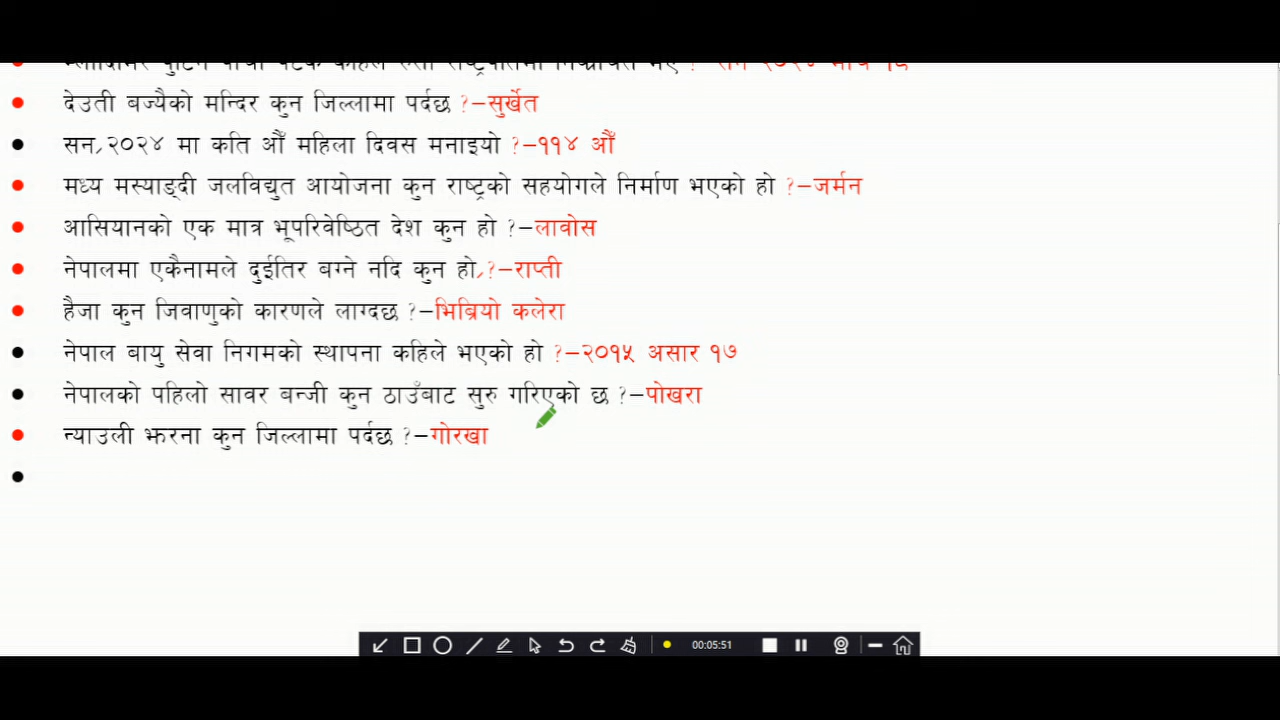 देउती बज्यैको मन्दिर कुन जिल्लामा पर्दछ ?–सुर्खेत
सन,२०२४ मा कति औँ महिला दिवस मनाइयो ?–११४ औँ
मध्य मस्याङ्दी जलविद्युत आयोजना कुन राष्ट्रको सहयोगले निर्माण भएको हो ?–जर्मन
आसियानको एक मात्र भूपरिवेष्ठित देश कुन हो ?–लावोस
नेपालमा एकैनामले दुईतिर बग्ने नदि कुन हो,?–राप्ती
हैजा कुन जिवाणुको कारणले लाग्दछ ?–भिब्रियो कलेरा
नेपाल बायु सेवा निगमको स्थापना कहिले भएको हो ?–२०१५ असार १७
नेपालको पहिलो सावर बन्जी कुन ठाउँबाट सुरु गरिएको छ ?–पोखरा
न्याउली झरना कुन जिल्लामा पर्दछ ?–गोरखा
00:05:51